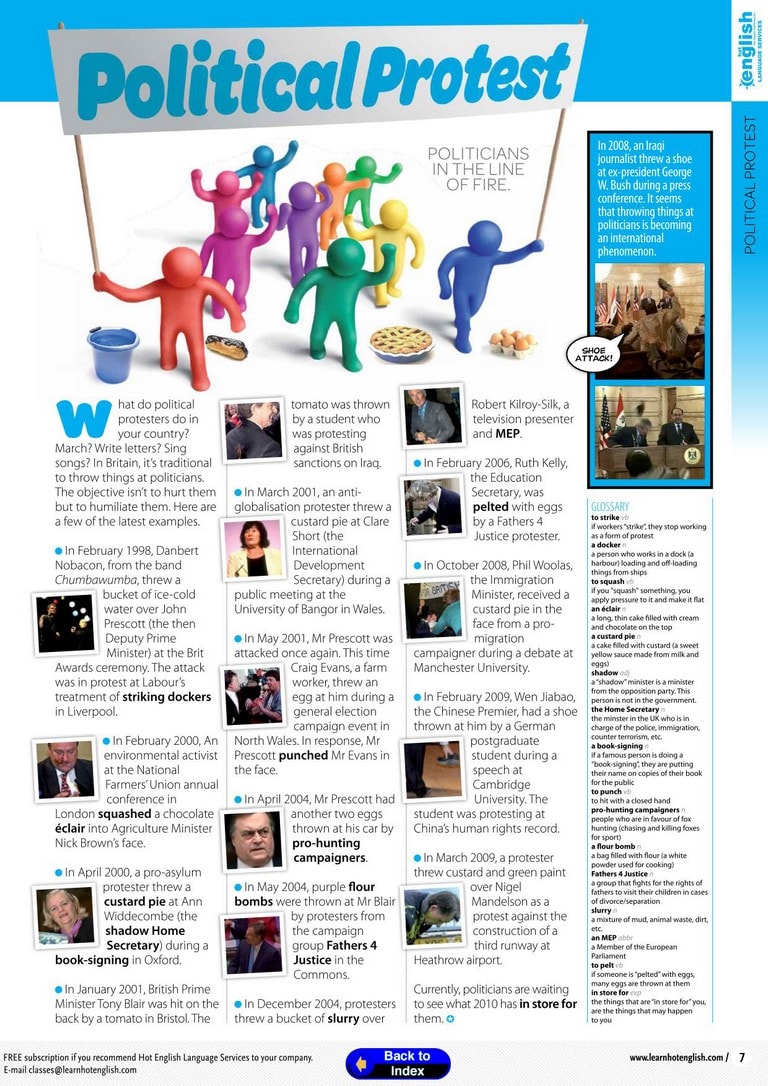 Political Protest
hot
english
LANGUAGE SERVICES
POLITICAL PROTEST
POLITICIANS
IN THE LINE
OF FIRE.
In 2008, an Iraqi
journalist threw a shoe
at ex-president George
W. Bush during a press
conference. It seems
that throwing things at
politicians is becoming
an international
phenomenon.
SHOE
ATTACK!
What do political
protesters do in
your country?
March? Write letters? Sing
songs? In Britain, it's traditional
to throw things at politicians.
The objective isn't to hurt them
but to humiliate them. Here are
a few of the latest examples.
In February 1998, Danbert
Nobacon, from the band
Chumbawumba, threw a
bucket of ice-cold
water over John
Prescott (the then
Deputy Prime
Minister) at the Brit
Awards ceremony. The attack
was in protest at Labour's
treatment of striking dockers
in Liverpool.
In February 2000, An
environmental activist
at the National
Farmers' Union annual
conference in
London squashed a chocolate
éclair into Agriculture Minister
Nick Brown's face.
In April 2000, a pro-asylum
protester threw a
custard pie at Ann
Widdecombe (the
shadow Home
Secretary) during a
book-signing in Oxford.
In January 2001, British Prime
Minister Tony Blair was hit on the
back by a tomato in Bristol. The
tomato was thrown
by a student who
was protesting
against British
sanctions on Iraq.
In March 2001, an anti-
globalisation protester threw a
custard pie at Clare
Short (the
International
Development
Secretary) during a
public meeting at the
University of Bangor in Wales.
In May 2001, Mr Prescott was
attacked once again. This time
Craig Evans, a farm
worker, threw an
egg at him during a
general election
campaign event in
North Wales. In response, Mr
Prescott punched Mr Evans in
the face.
In April 2004, Mr Prescott had
another two eggs
thrown at his car by
pro-hunting
campaigners.
In May 2004, purple flour
bombs were thrown at Mr Blair
by protesters from
the campaign
group Fathers 4
Justice in the
Commons.
In December 2004, protesters
threw a bucket of slurry over
Robert Kilroy-Silk, a
television presenter
and MEP.
In February 2006, Ruth Kelly,
the Education
Secretary, was
pelted with eggs
by a Fathers 4
Justice protester.
In October 2008, Phil Woolas,
the Immigration
Minister, received a
custard pie in the
face from a pro-
migration
campaigner during a debate at
Manchester University.
In February 2009, Wen Jiabao,
the Chinese Premier, had a shoe
thrown at him by a German
postgraduate
student during a
speech at
Cambridge
University. The
student was protesting at
China's human rights record.
In March 2009, a protester
threw custard and green paint
over Nigel
Mandelson as a
protest against the
construction of a
third runway at
Heathrow airport.
Currently, politicians are waiting
to see what 2010 has in store for
them.
GLOSSARY
to strike vb
if workers "strike", they stop working
as a form of protest
a docker n
a person who works in a dock (a
harbour) loading and off-loading
things from ships
to squash vb
if you "squash" something, you
apply pressure to it and make it flat
an éclair n
a long, thin cake filled with cream
and chocolate on the top
a custard pie n
a cake filled with custard (a sweet
yellow sauce made from milk and
eggs)
shadow adj
a "shadow" minister is a minister
from the opposition party. This
person is not in the government.
the Home Secretary n
the minster in the UK who is in
charge of the police, immigration,
counter terrorism, etc.
a book-signing n
if a famous person is doing a
"book-signing", they are putting
their name on copies of their book
for the public
to punch vb
to hit with a closed hand
pro-hunting campaigners n
people who are in favour of fox
hunting (chasing and killing foxes
for sport)
a flour bomb n
a bag filled with flour (a white
powder used for cooking)
Fathers 4 Justice n
a group that fights for the rights of
fathers to visit their children in cases
of divorce/separation
slurry n
a mixture of mud, animal waste, dirt,
etc.
an MEP abbr
a Member of the European
Parliament
to pelt vb
if someone is "pelted" with eggs,
many eggs are thrown at them
in store for exp
the things that are "in store for" you,
are the things that may happen
to you
FREE subscription if you recommend Hot English Language Services to your company.
E-mail classes@learnhotenglish.com
Back to
Index
www.learnhotenglish.com / 7